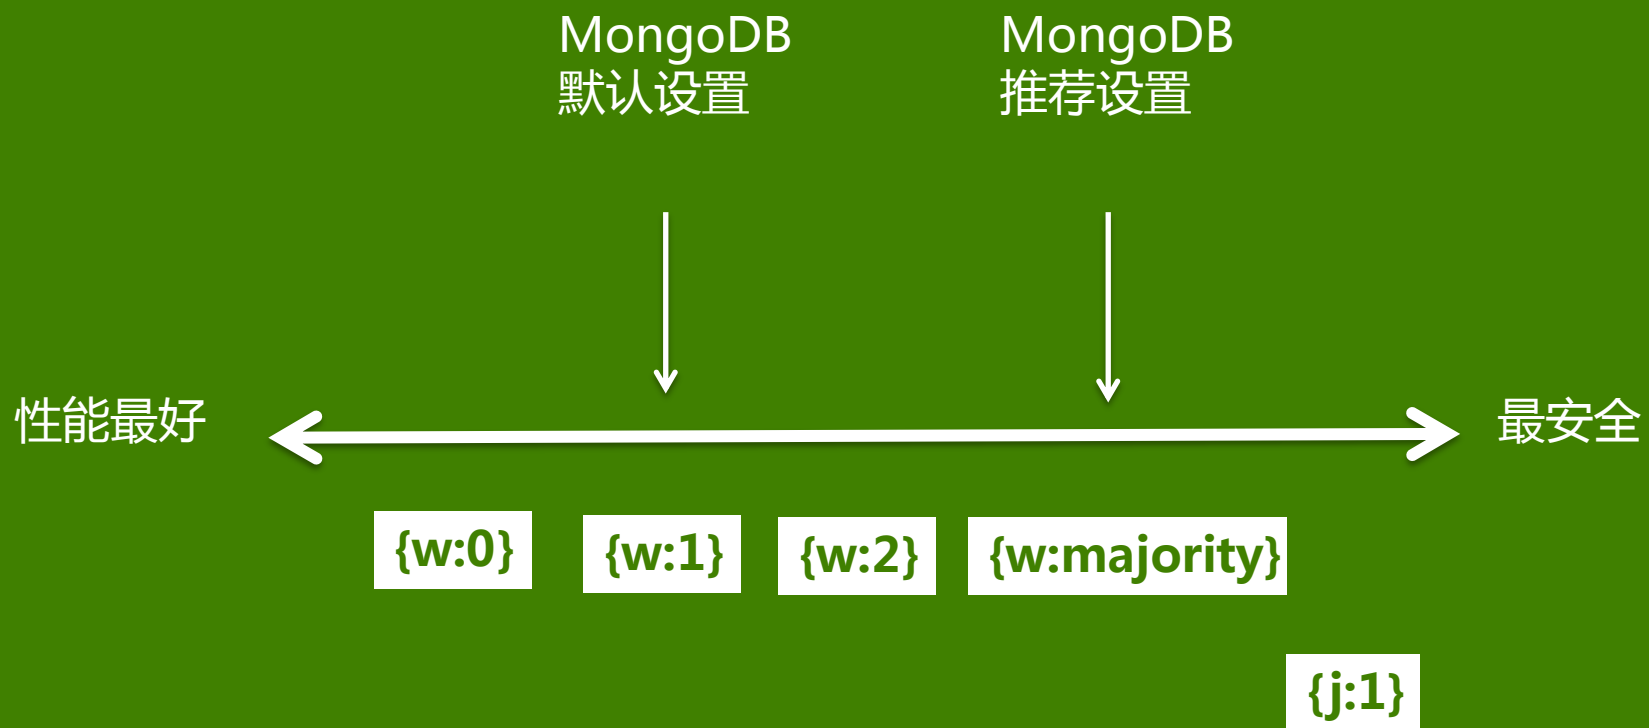 MongoDB
默认设置
MongoDB
推荐设置
性能最好
最安全
{w:0}
{w:1}
{w:2}
{w:majority}
{j:1}